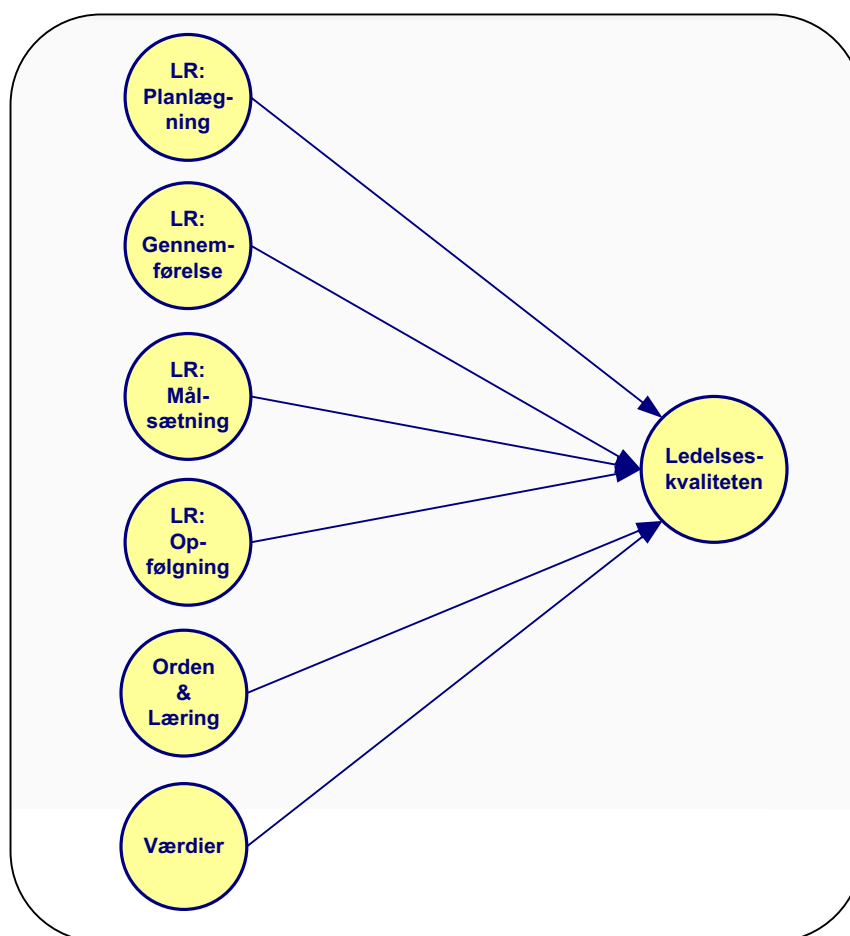 LR:
Planlæg-
ning
LR:
Gennem-
førelse
LR:
Mål-
sætning
LR:
Op-
følgning
Orden
&
Læring
Værdier
Ledelses-
kvaliteten